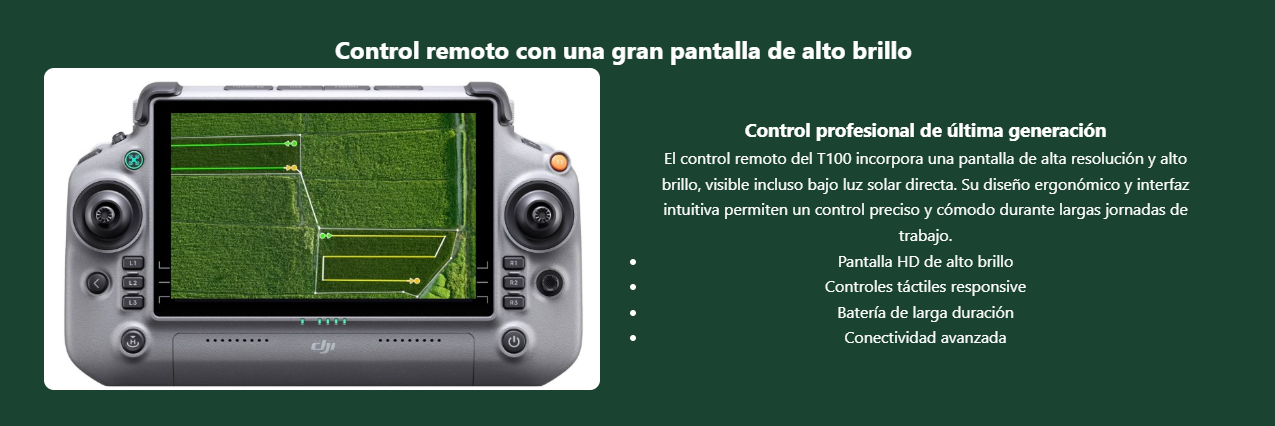 Control remoto con una gran pantalla de alto brillo
L1
L2
L3
R1
R2
R3
H
dji
Control profesional de última generación
El control remoto del T100 incorpora una pantalla de alta resolución y alto
brillo, visible incluso bajo luz solar directa. Su diseño ergonómico y interfaz
intuitiva permiten un control preciso y cómodo durante largas jornadas de
trabajo.
Pantalla HD de alto brillo
Controles táctiles responsive
Batería de larga duración
Conectividad avanzada